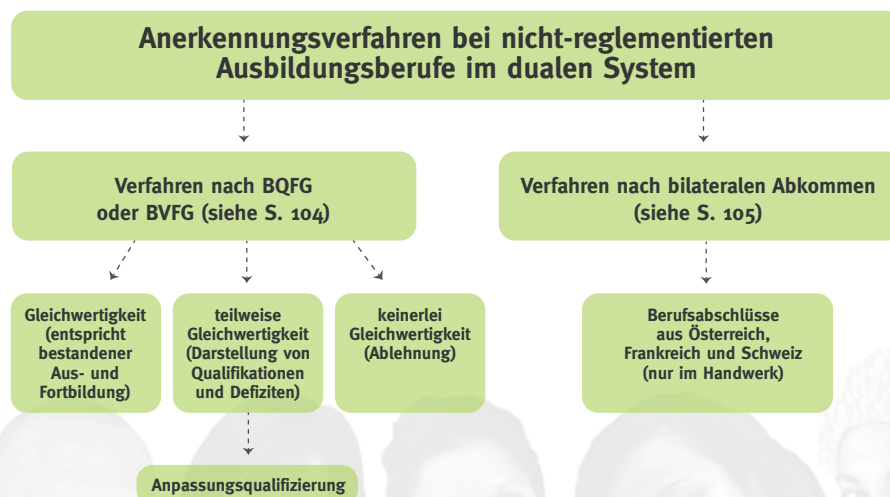 Anerkennungsverfahren bei nicht-reglementierten
Ausbildungsberufe im dualen System
Verfahren nach BQFG
oder BVFG (siehe S. 104)
Verfahren nach bilateralen Abkommen
(siehe S. 105)
Gleichwertigkeit
(entspricht
bestandener
Aus- und
Fortbildung)
teilweise
Gleichwertigkeit
(Darstellung von
Qualifikationen
und Defiziten)
keinerlei
Gleichwertigkeit
(Ablehnung)
Berufsabschlüsse
aus Österreich,
Frankreich und Schweiz
(nur im Handwerk)
Anpassungsqualifizierung